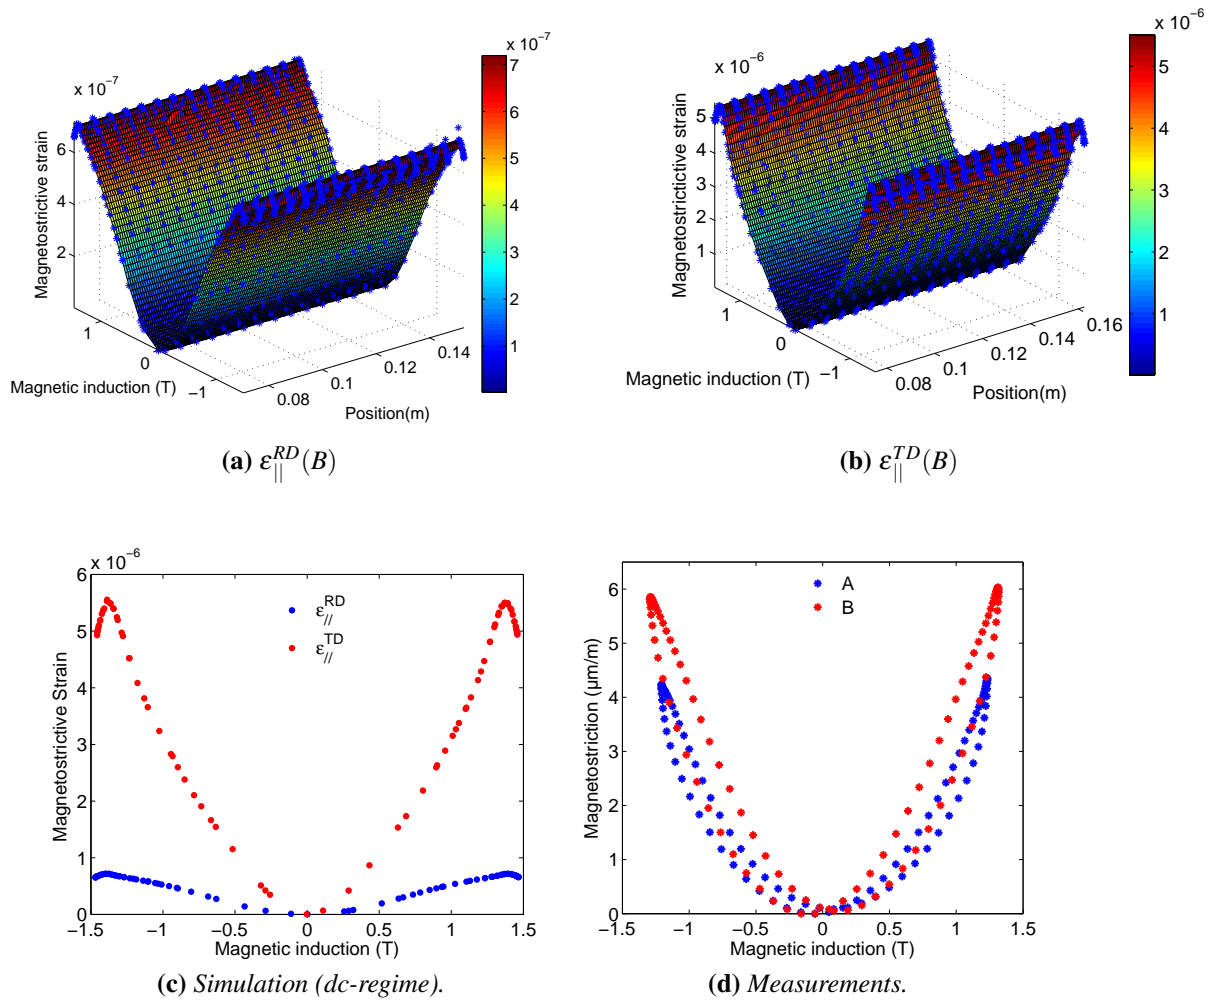 x 10⁻⁷
x 10⁻⁷
Magnetostrictive strain
6
4
2
1
0
−1
Magnetic induction (T)
0.08
0.1
0.12
0.14
Position(m)
7
6
5
4
3
2
1
(a) ε||^RD(B)
x 10⁻⁶
x 10⁻⁶
Magnetostrictictive strain
5
4
3
2
1
1
0
−1
Magnetic induction (T)
0.08
0.1
0.12
0.14
0.16
Position(m)
5
4
3
2
1
(b) ε||^TD(B)
x 10⁻⁶
Magnetostrictive Strain
6
5
4
3
2
1
0
−1.5 −1 −0.5 0 0.5 1 1.5
Magnetic induction (T)
ε//^RD
ε//^TD
(c) Simulation (dc-regime).
Magnetostriction (µm/m)
6
5
4
3
2
1
0
−1.5 −1 −0.5 0 0.5 1 1.5
Magnetic induction (T)
A
B
(d) Measurements.